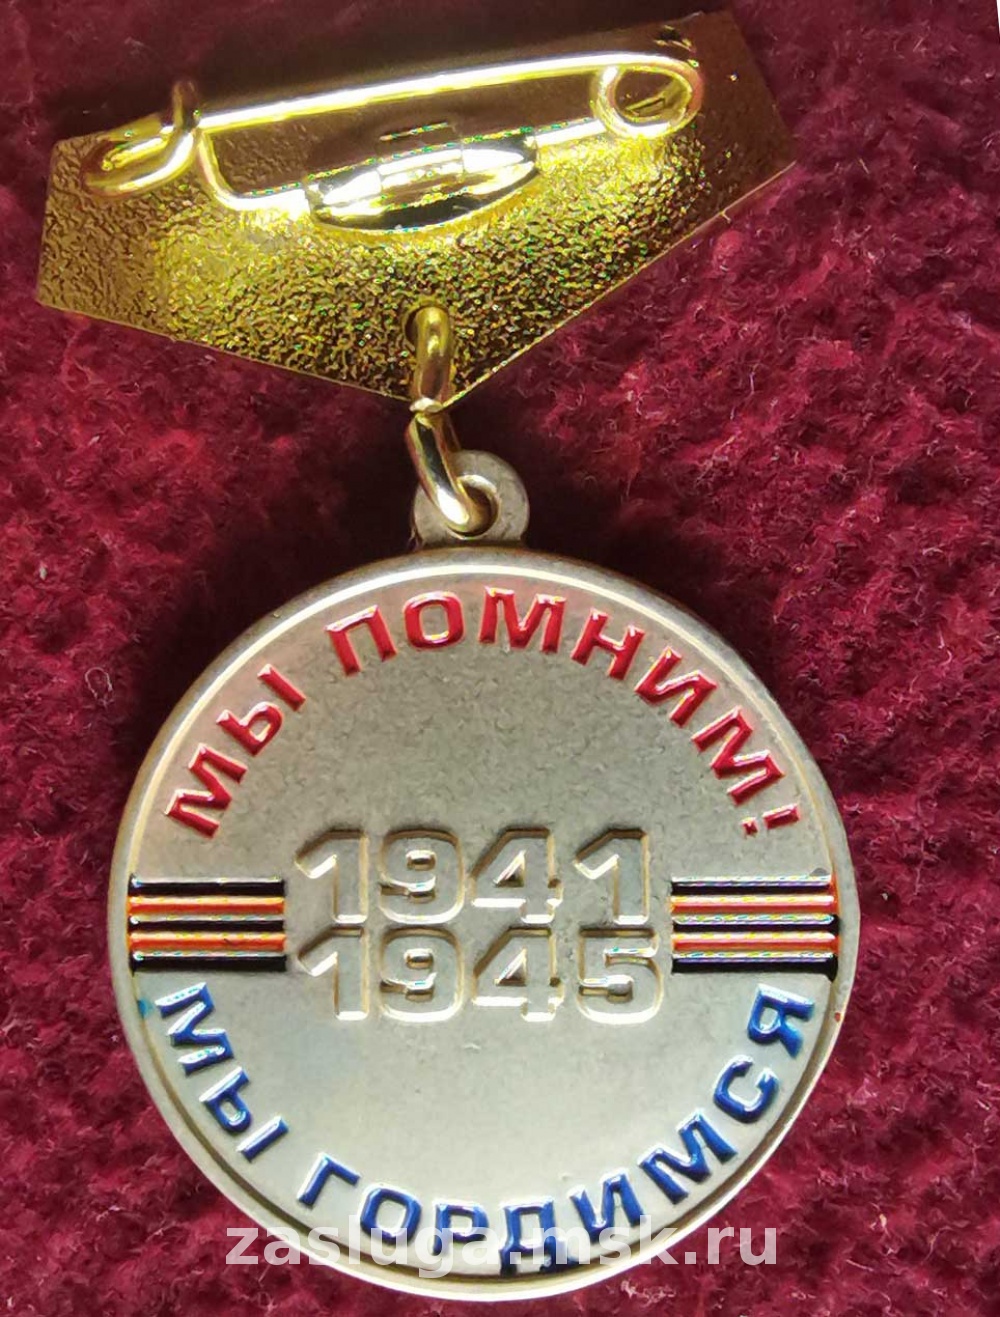 МЫ ПОМНИМ!
1941
1945
МЫ ГОРДИМСЯ
zasluga.msk.ru